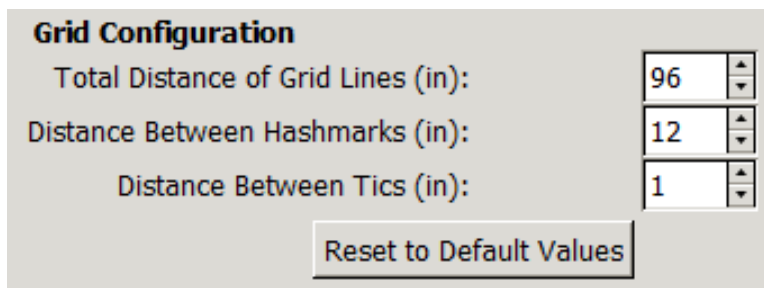 Grid Configuration
Total Distance of Grid Lines (in): 96
Distance Between Hashmarks (in): 12
Distance Between Tics (in): 1
Reset to Default Values